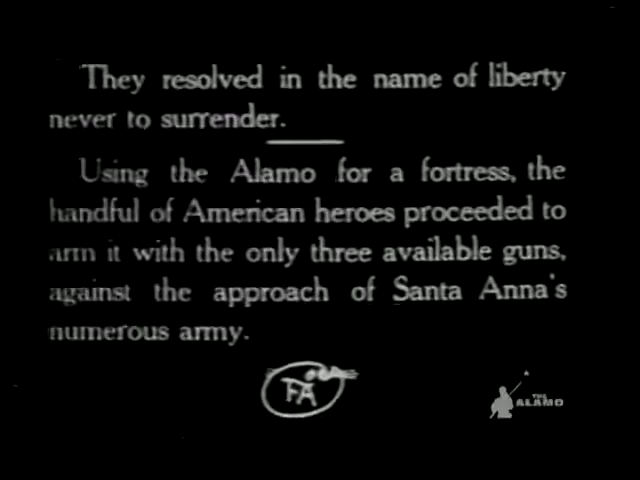 They resolved in the name of liberty
never to surrender.
Using the Alamo for a fortress, the
handful of American heroes proceeded to
arm it with the only three available guns,
against the approach of Santa Anna's
numerous army.
FA
THE
ALAMO